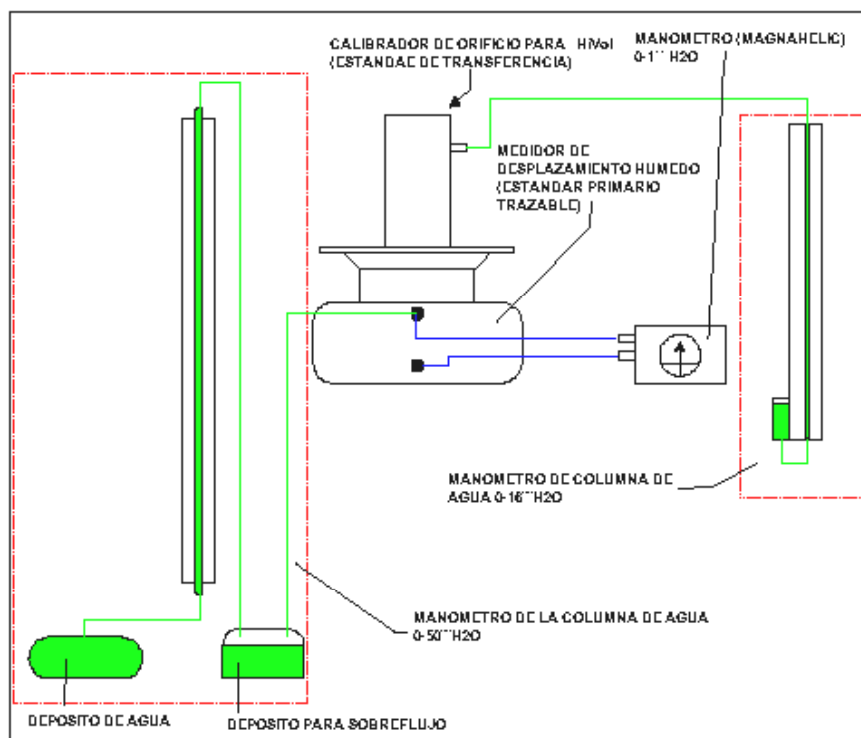 CALIBRADOR DE ORIFICIO PARA HiVol
(ESTANDAE DE TRANSFERENCIA)
MANOMETRO (MAGNAHELIC)
0-1¨¨ H2O
MEDIDOR DE
DESPLAZAMIENTO HUMEDO
(ESTANDAR PRIMARIO
TRAZABLE)
MANOMETRO DE COLUMNA DE
AGUA 0-16¨¨H2O
MANOMETRO DE LA COLUMNA DE AGUA
0-50¨¨H2O
DEPOSITO DE AGUA
DEPOSITO PARA SOBREFLUJO